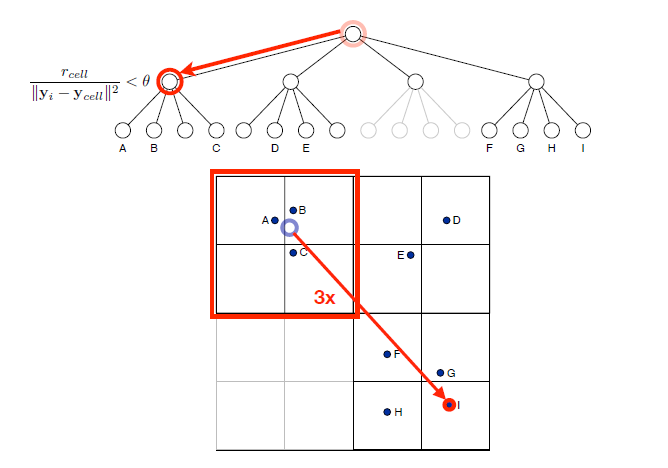 r_cell / ‖y_i − y_cell‖² < θ
A B C D E F G H I
A B D
C E
3x
F
G
H I